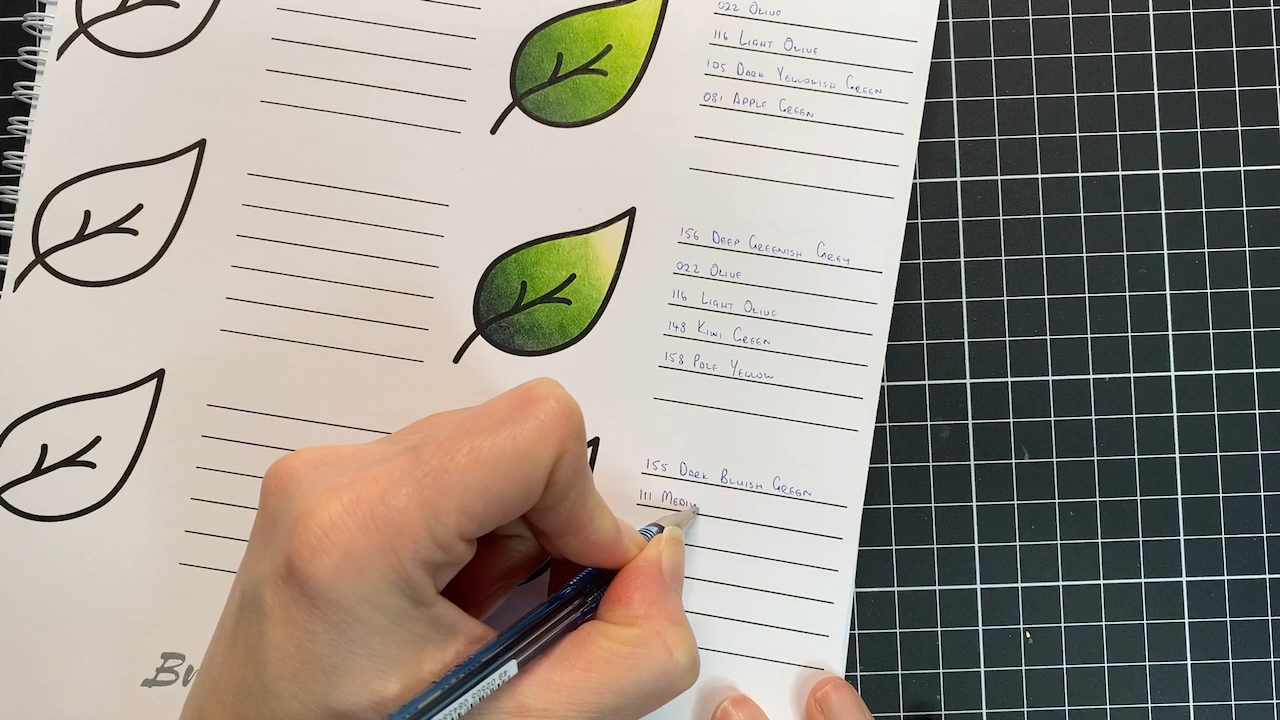 022 OLIVE
116 LIGHT OLIVE
105 DARK YELLOWISH GREEN
081 APPLE GREEN
156 DEEP GREENISH GREY
022 OLIVE
116 LIGHT OLIVE
148 KIWI GREEN
158 PALE YELLOW
155 DARK BLUISH GREEN
111 MEDIU